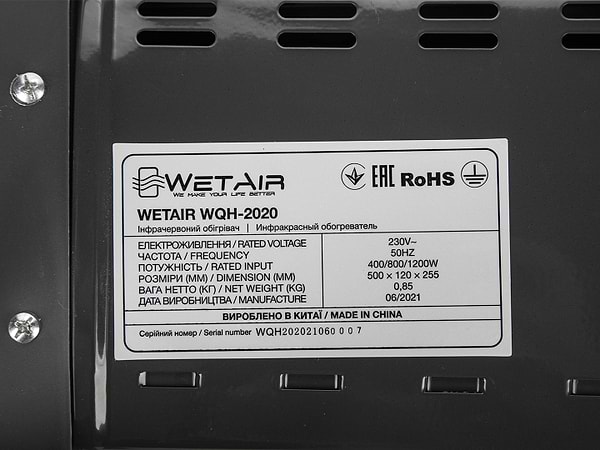 WETAIR
WE MAKE YOUR LIFE BETTER
EAC RoHS
WETAIR WQH-2020
Інфрачервоний обігрівач | Инфракрасный обогреватель
ЕЛЕКТРОЖИВЛЕННЯ / RATED VOLTAGE 230V~
ЧАСТОТА / FREQUENCY 50HZ
ПОТУЖНІСТЬ / RATED INPUT 400/800/1200W
РОЗМІРИ (ММ) / DIMENSION (MM) 500 × 120 × 255
ВАГА НЕТТО (КГ) / NET WEIGHT (KG) 0,85
ДАТА ВИРОБНИЦТВА / MANUFACTURE 06/2021
ВИРОБЛЕНО В КИТАЇ / MADE IN CHINA
Серійний номер / Serial number WQH202021060 0 0 7